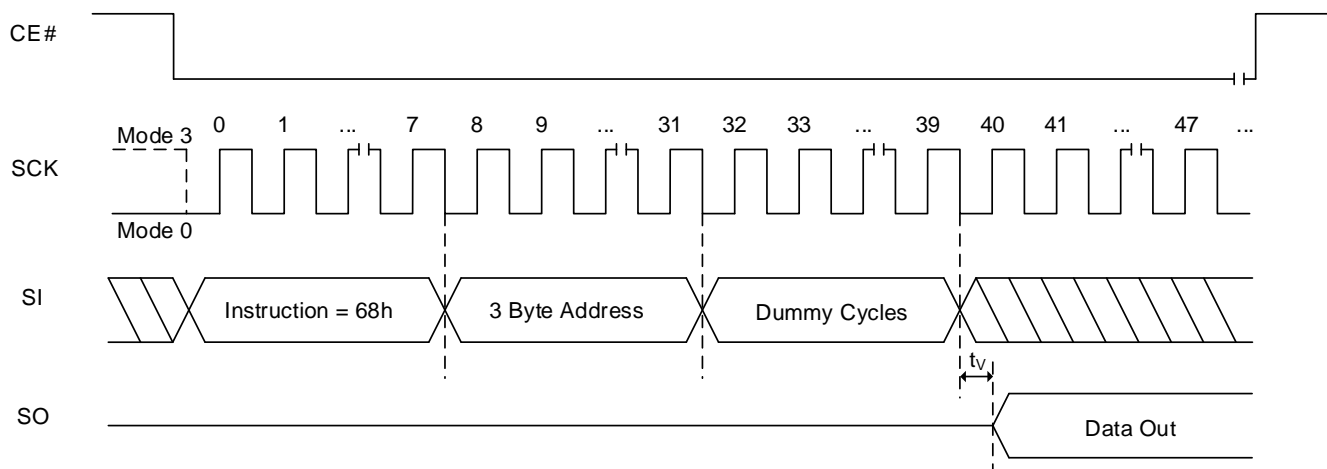 CE#
Mode 3 0 1 ... 7 8 9 ... 31 32 33 ... 39 40 41 ... 47 ...
SCK
Mode 0
SI Instruction = 68h 3 Byte Address Dummy Cycles
tV
SO Data Out